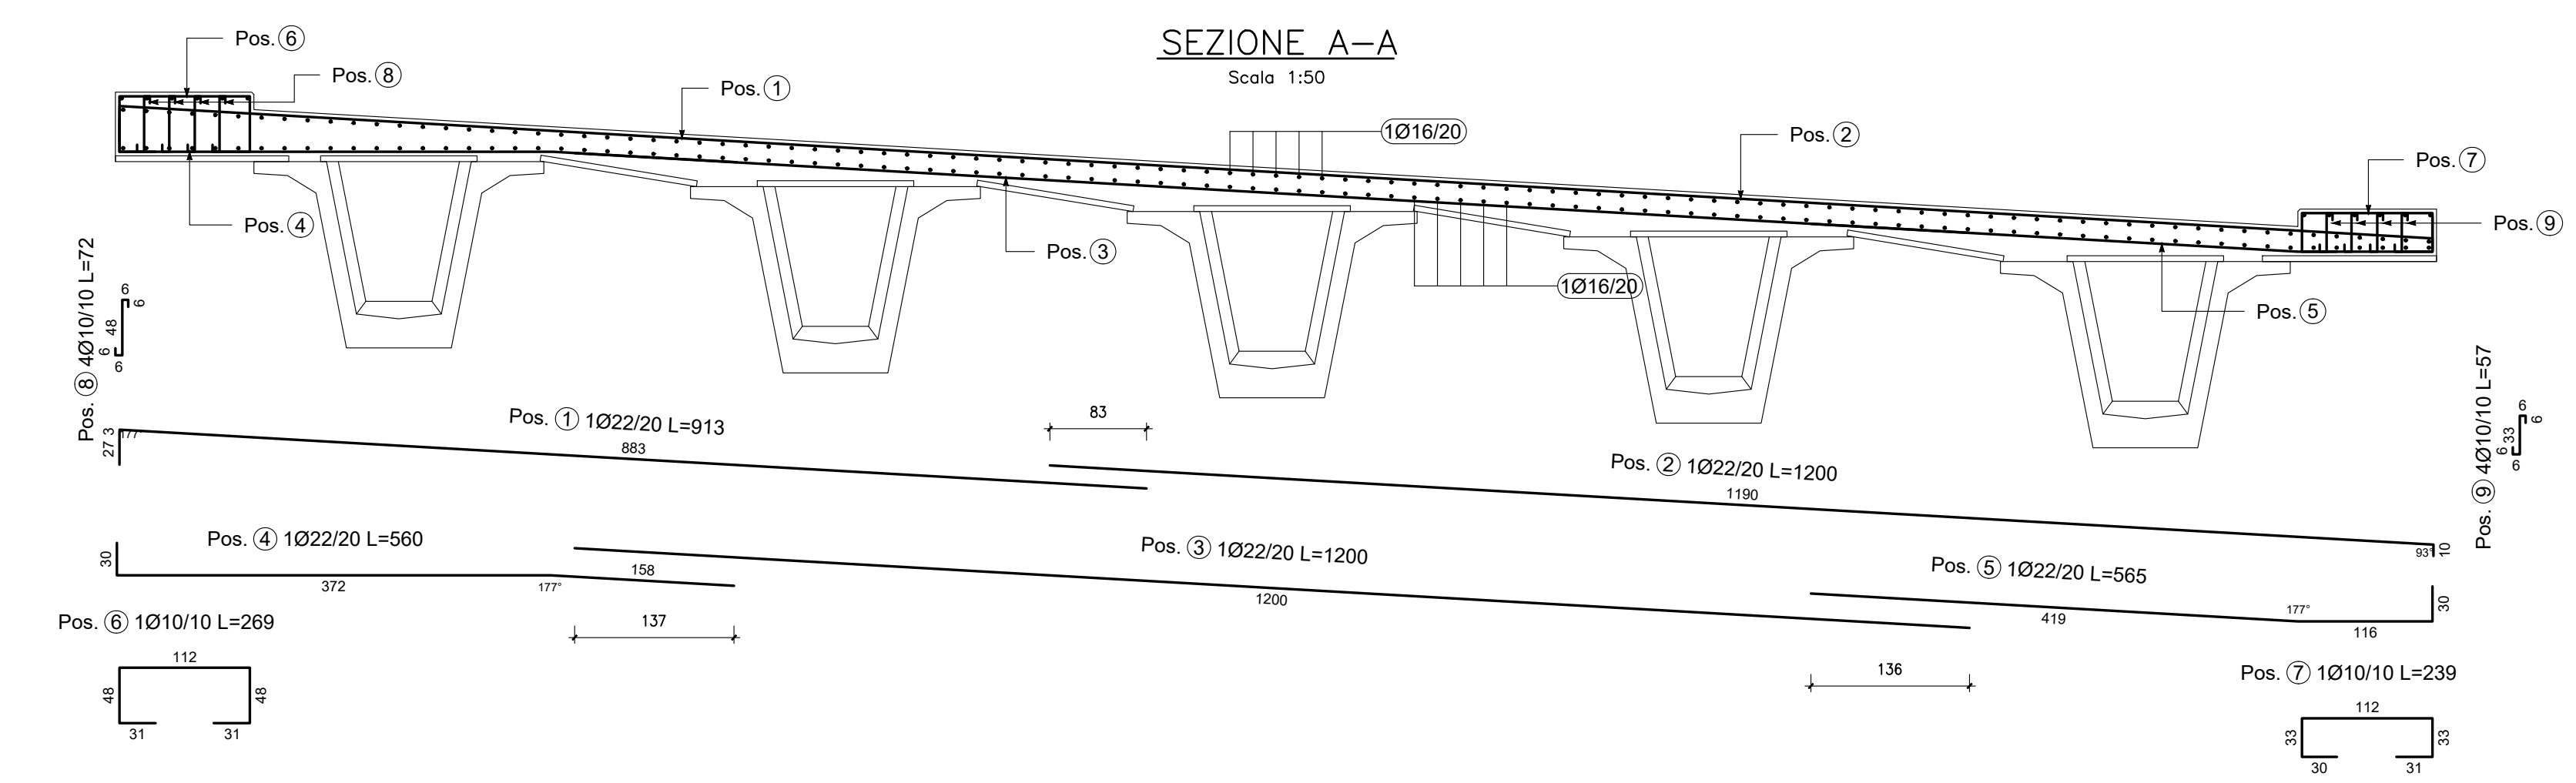 SEZIONE A-A
Scala 1:50
Pos. 6
Pos. 8
Pos. 1
1Ø16/20
Pos. 2
Pos. 7
Pos. 4
Pos. 3
1Ø16/20
Pos. 9
Pos. 5
Pos. 8 4Ø10/10 L=72
6
6
48
6
6
Pos. 9 4Ø10/10 L=57
6
6
33
6
6
Pos. 1 1Ø22/20 L=913
27 3
177°
883
83
Pos. 2 1Ø22/20 L=1200
1190
93°
10
Pos. 4 1Ø22/20 L=560
30
372
177°
158
137
Pos. 3 1Ø22/20 L=1200
1200
Pos. 5 1Ø22/20 L=565
419
177°
116
30
136
Pos. 6 1Ø10/10 L=269
112
48
48
31
31
Pos. 7 1Ø10/10 L=239
112
33
33
30
31